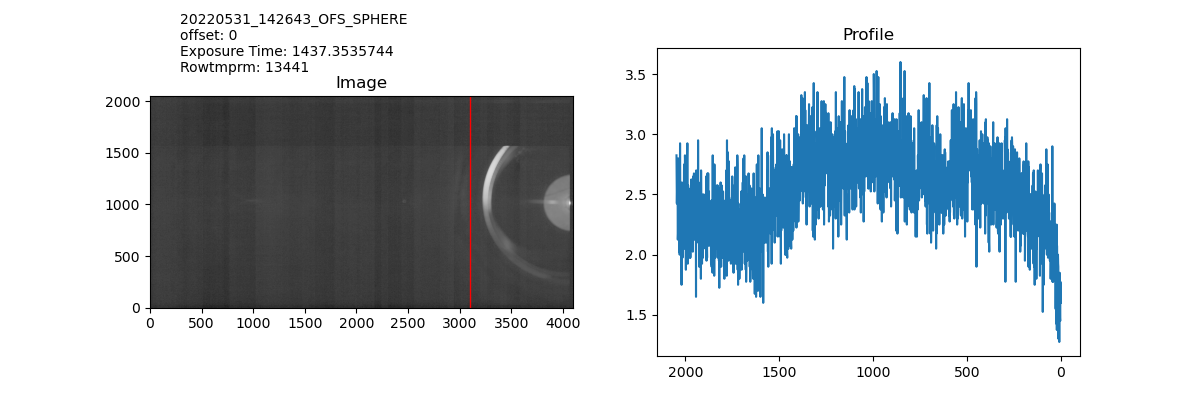 20220531_142643_OFS_SPHERE
offset: 0
Exposure Time: 1437.3535744
Rowtmprm: 13441
Image
2000
1500
1000
500
0
0 500 1000 1500 2000 2500 3000 3500 4000
Profile
3.5
3.0
2.5
2.0
1.5
2000 1500 1000 500 0